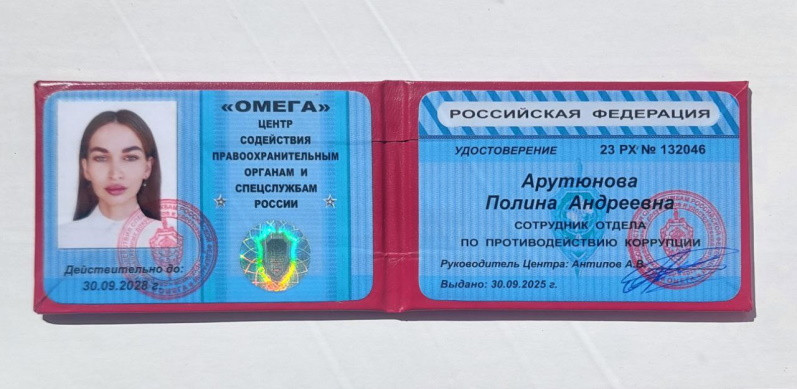 «ОМЕГА»
ЦЕНТР
СОДЕЙСТВИЯ
ПРАВООХРАНИТЕЛЬНЫМ
ОРГАНАМ И
СПЕЦСЛУЖБАМ
РОССИИ
Действительно до:
30.09.2028 г.
РОССИЙСКАЯ ФЕДЕРАЦИЯ
УДОСТОВЕРЕНИЕ 23 РХ № 132046
Арутюнова
Полина Андреевна
СОТРУДНИК ОТДЕЛА
ПО ПРОТИВОДЕЙСТВИЮ КОРРУПЦИИ
Руководитель Центра: Антипов А.В.
Выдано: 30.09.2025 г.